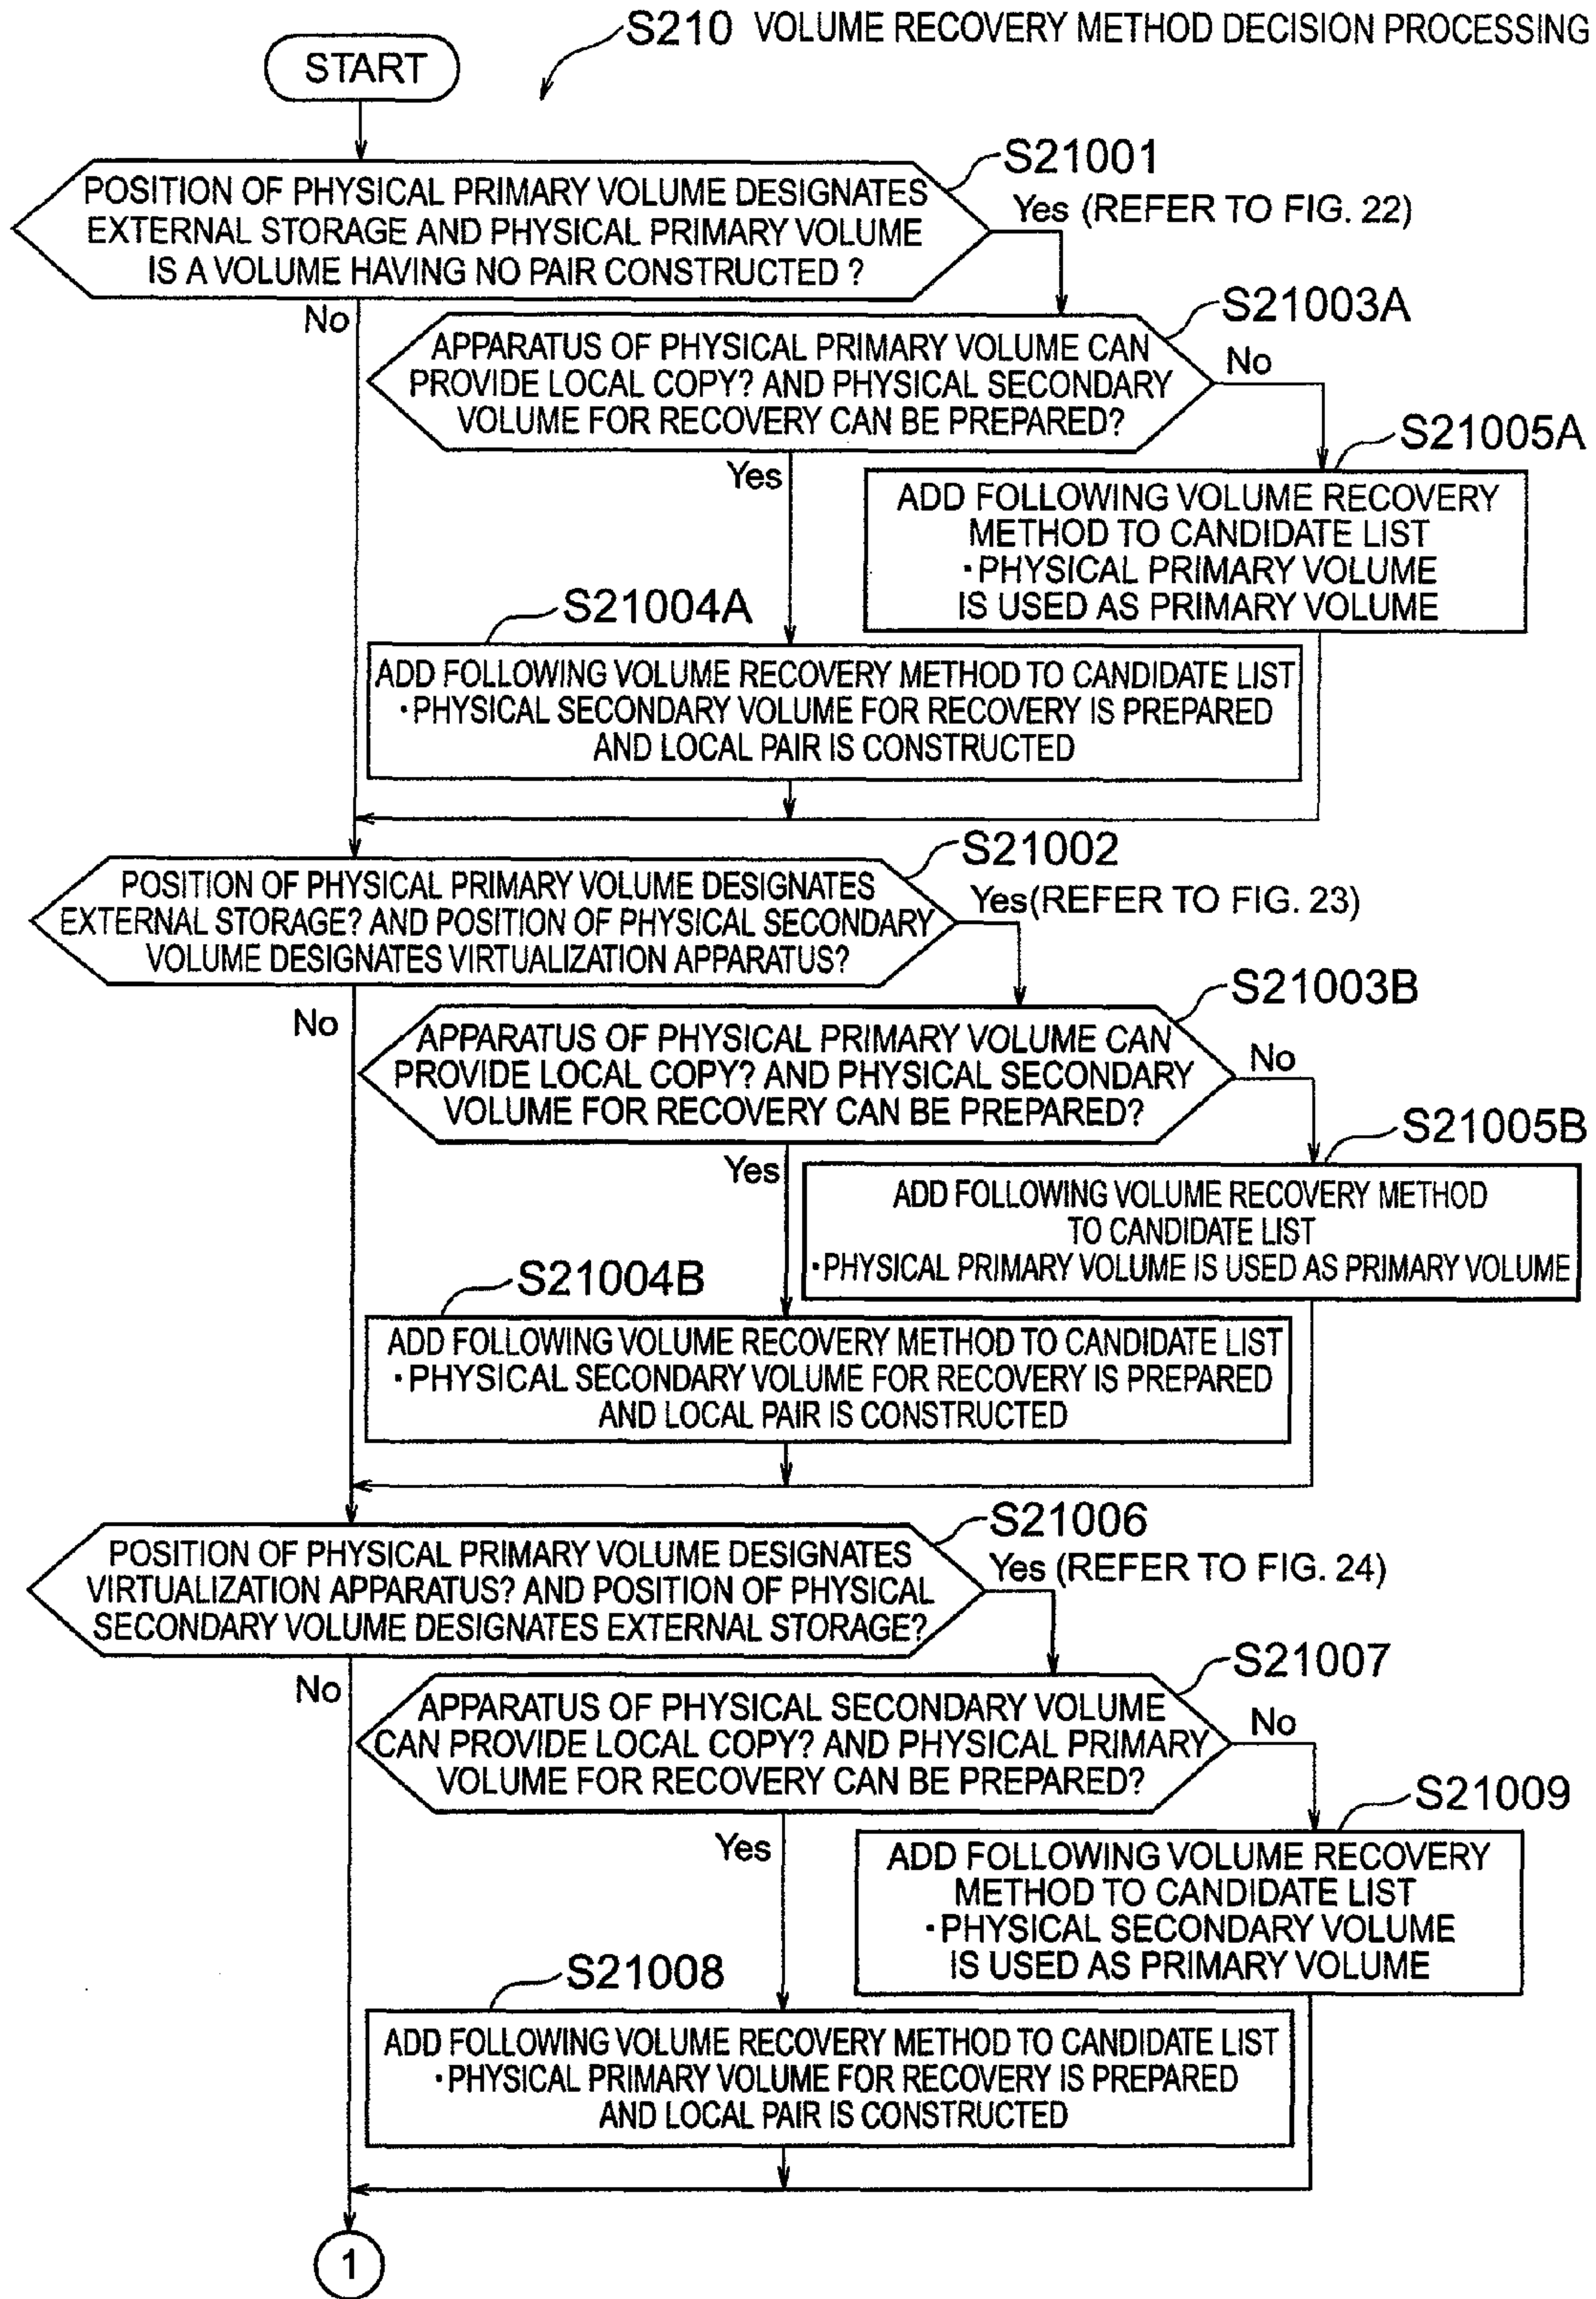 S210 VOLUME RECOVERY METHOD DECISION PROCESSING
START
S21001
POSITION OF PHYSICAL PRIMARY VOLUME DESIGNATES
EXTERNAL STORAGE AND PHYSICAL PRIMARY VOLUME
IS A VOLUME HAVING NO PAIR CONSTRUCTED ?
Yes (REFER TO FIG. 22)
No
S21003A
APPARATUS OF PHYSICAL PRIMARY VOLUME CAN
PROVIDE LOCAL COPY? AND PHYSICAL SECONDARY
VOLUME FOR RECOVERY CAN BE PREPARED?
No
Yes
S21005A
ADD FOLLOWING VOLUME RECOVERY
METHOD TO CANDIDATE LIST
・PHYSICAL PRIMARY VOLUME
IS USED AS PRIMARY VOLUME
S21004A
ADD FOLLOWING VOLUME RECOVERY METHOD TO CANDIDATE LIST
・PHYSICAL SECONDARY VOLUME FOR RECOVERY IS PREPARED
AND LOCAL PAIR IS CONSTRUCTED
S21002
POSITION OF PHYSICAL PRIMARY VOLUME DESIGNATES
EXTERNAL STORAGE? AND POSITION OF PHYSICAL SECONDARY
VOLUME DESIGNATES VIRTUALIZATION APPARATUS?
Yes(REFER TO FIG. 23)
No
S21003B
APPARATUS OF PHYSICAL PRIMARY VOLUME CAN
PROVIDE LOCAL COPY? AND PHYSICAL SECONDARY
VOLUME FOR RECOVERY CAN BE PREPARED?
No
Yes
S21005B
ADD FOLLOWING VOLUME RECOVERY METHOD
TO CANDIDATE LIST
・PHYSICAL PRIMARY VOLUME IS USED AS PRIMARY VOLUME
S21004B
ADD FOLLOWING VOLUME RECOVERY METHOD TO CANDIDATE LIST
・PHYSICAL SECONDARY VOLUME FOR RECOVERY IS PREPARED
AND LOCAL PAIR IS CONSTRUCTED
S21006
POSITION OF PHYSICAL PRIMARY VOLUME DESIGNATES
VIRTUALIZATION APPARATUS? AND POSITION OF PHYSICAL
SECONDARY VOLUME DESIGNATES EXTERNAL STORAGE?
Yes (REFER TO FIG. 24)
No
S21007
APPARATUS OF PHYSICAL SECONDARY VOLUME
CAN PROVIDE LOCAL COPY? AND PHYSICAL PRIMARY
VOLUME FOR RECOVERY CAN BE PREPARED?
No
Yes
S21009
ADD FOLLOWING VOLUME RECOVERY
METHOD TO CANDIDATE LIST
・PHYSICAL SECONDARY VOLUME
IS USED AS PRIMARY VOLUME
S21008
ADD FOLLOWING VOLUME RECOVERY METHOD TO CANDIDATE LIST
・PHYSICAL PRIMARY VOLUME FOR RECOVERY IS PREPARED
AND LOCAL PAIR IS CONSTRUCTED
1